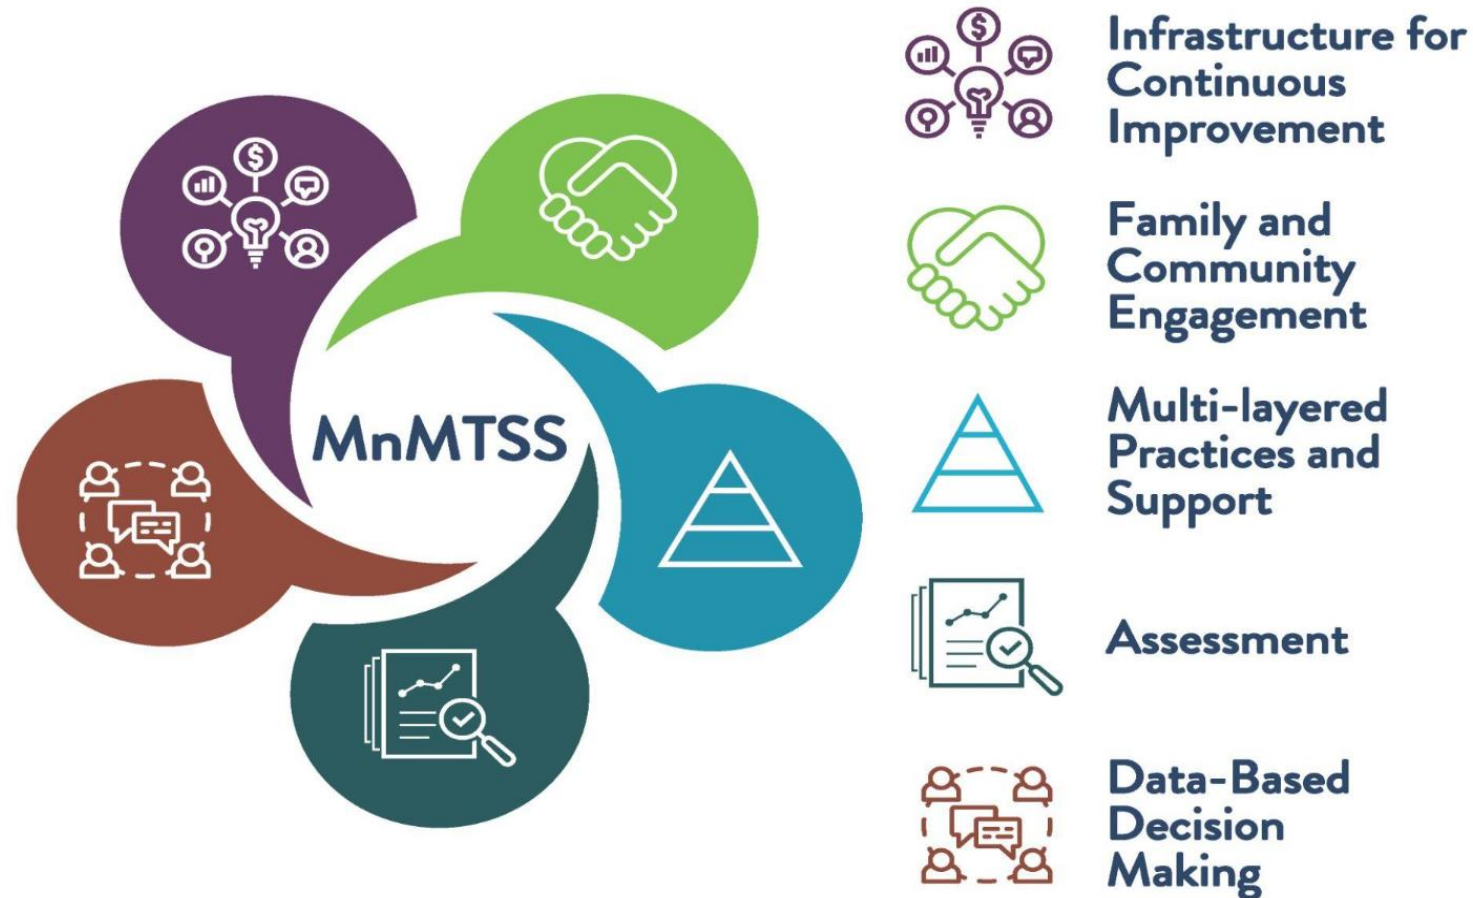 MnMTSS
Infrastructure for
Continuous
Improvement
Family and
Community
Engagement
Multi-layered
Practices and
Support
Assessment
Data-Based
Decision
Making